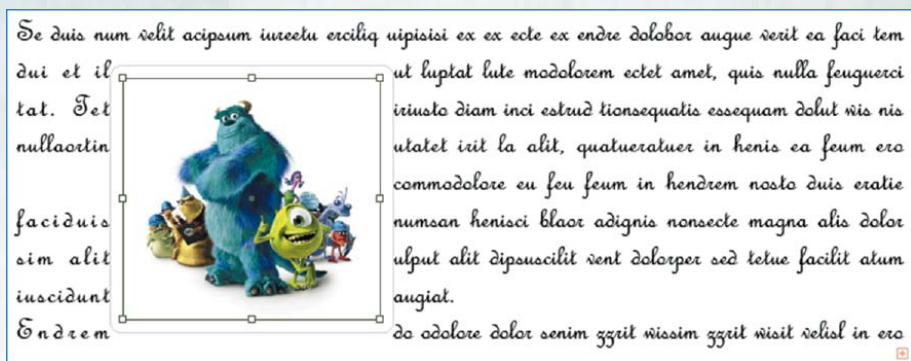 Se duis num velit acipsum iureetu erciliq uipisisi ex ex ecte ex endre dolobor augue verit ea faci tem
dui et il ut luptat lute modolorem ectet amet, quis nulla feuguerci
tat. Tet iriusto diam inci estrud tionsequatis essequam dolut wis nis
nullaortin utatet irit la alit, quatueratuer in henis ea feum ero
commodolore eu feu feum in hendrem nosto duis eratie
faciduis numsan henisci blaor adignis nonsecte magna alis dolor
sim alit ulput alit dipsuscilit vent dolorper sed tetue facilit atum
iuscidunt augiat.
Endrem do odolore dolor senim zzrit wissim zzrit wisit velisl in ero